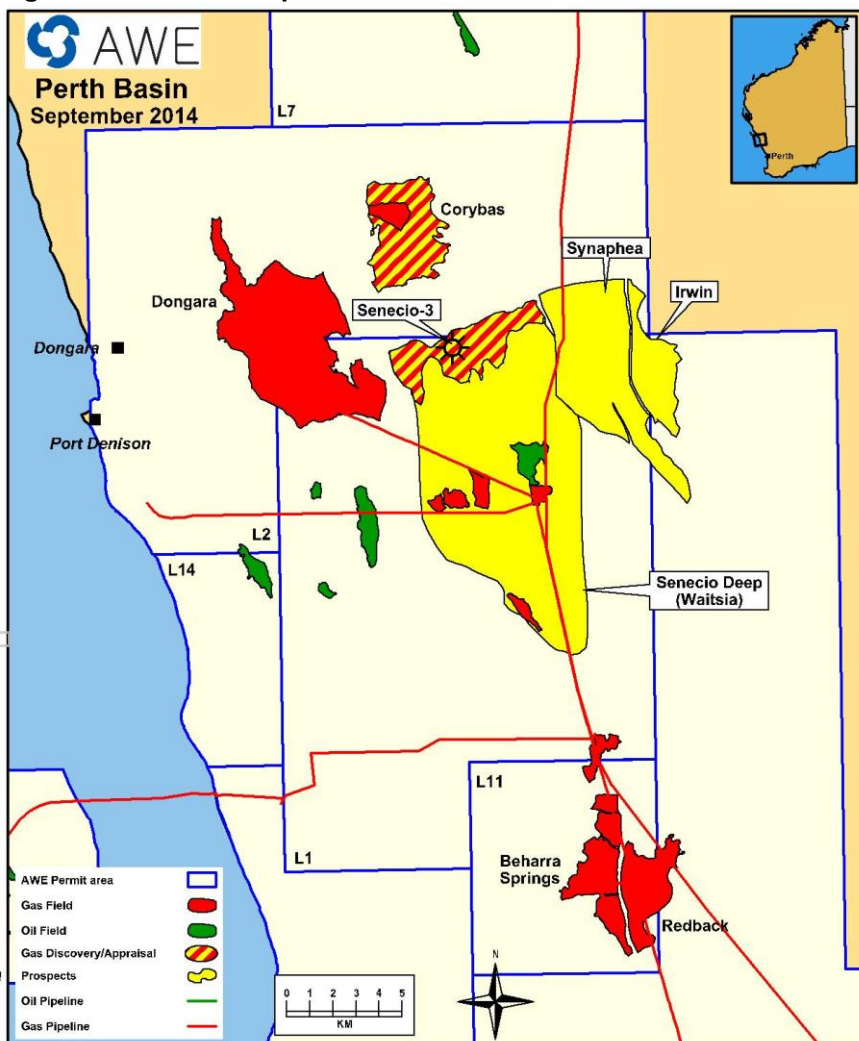 AWE
Perth Basin
September 2014
Perth
L7
Corybas
Synaphea
Irwin
Dongara
Senecio-3
Dongara
Port Denison
L2
L14
Senecio Deep
(Waitsia)
L11
L1
Beharra
Springs
Redback
AWE Permit area
Gas Field
Oil Field
Gas Discovery/Appraisal
Prospects
Oil Pipeline
Gas Pipeline
0 1 2 3 4 5
KM
N